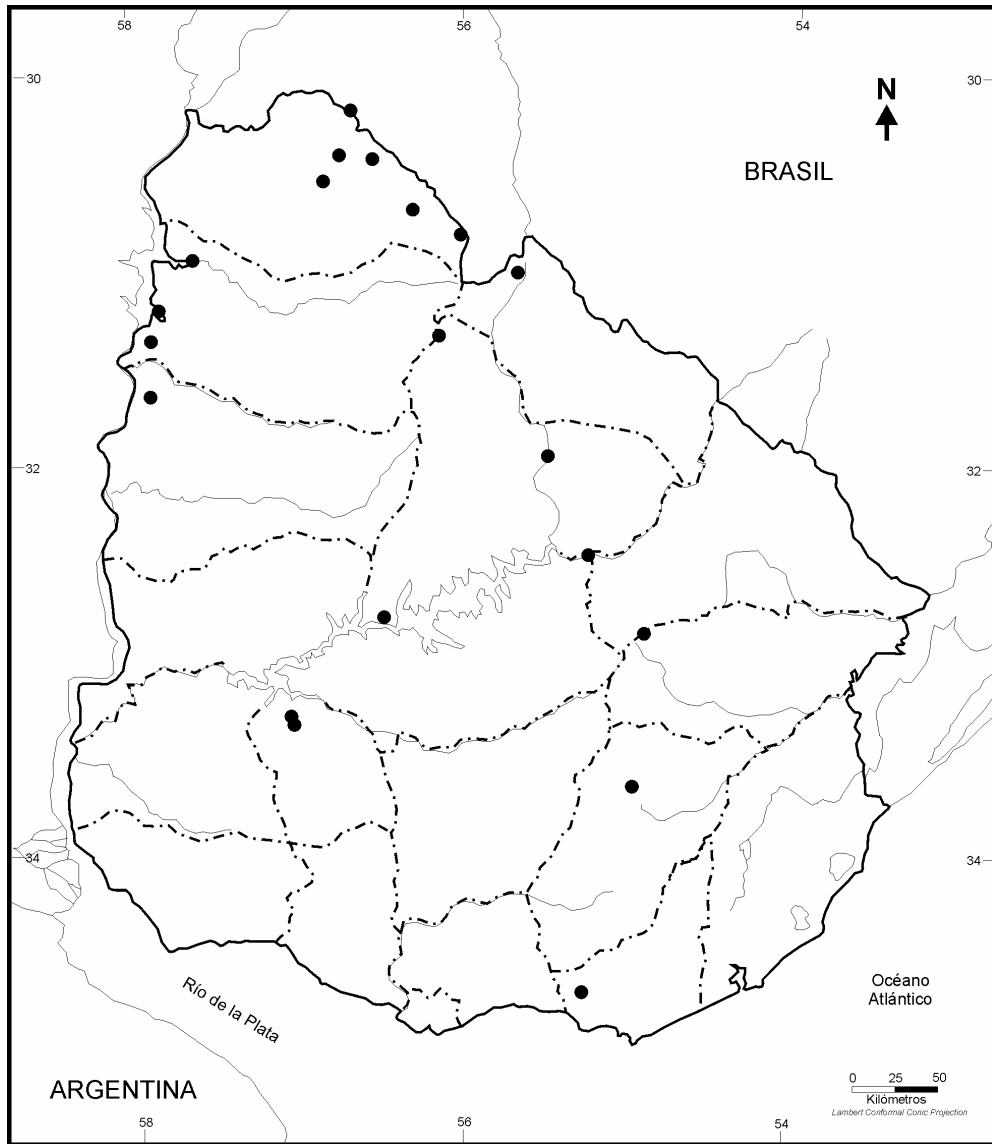 58 56 54
30 30
N
BRASIL
32 32
34 34
Río de la Plata
Océano
Atlántico
ARGENTINA
0 25 50
Kilómetros
Lambert Conformal Conic Projection
58 56 54